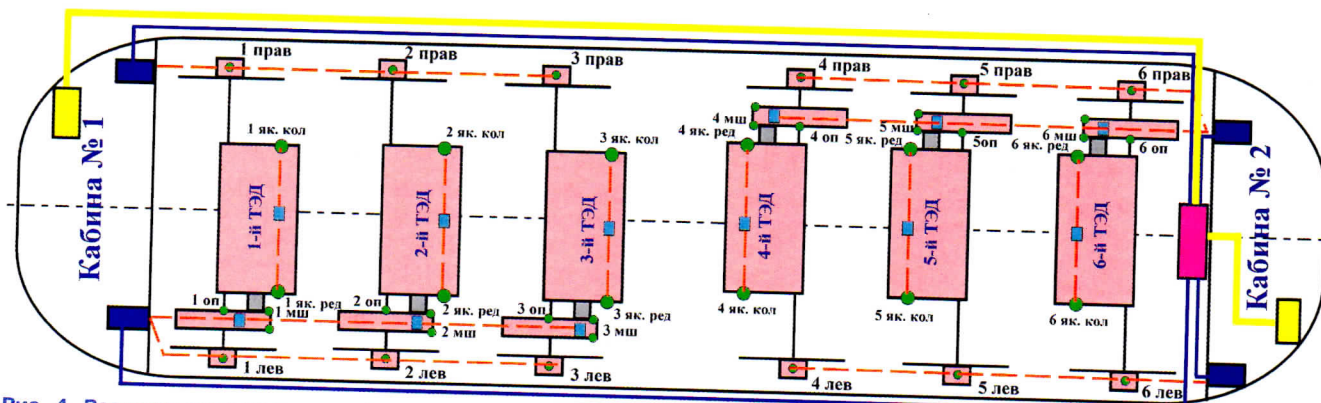 1 прав
2 прав
3 прав
4 прав
5 прав
6 прав
4 мш
5 мш
6 мш
4 як. ред
4 оп
5 як. ред
5оп
6 як. ред
6 оп
1 як. кол
2 як. кол
3 як. кол
Кабина № 1
1-й ТЭД
2-й ТЭД
3-й ТЭД
4-й ТЭД
5-й ТЭД
6-й ТЭД
Кабина № 2
1 оп
1 як. ред
1 мш
2 оп
2 як. ред
2 мш
3 оп
3 як. ред
3 мш
4 як. кол
5 як. кол
6 як. кол
1 лев
2 лев
3 лев
4 лев
5 лев
6 лев